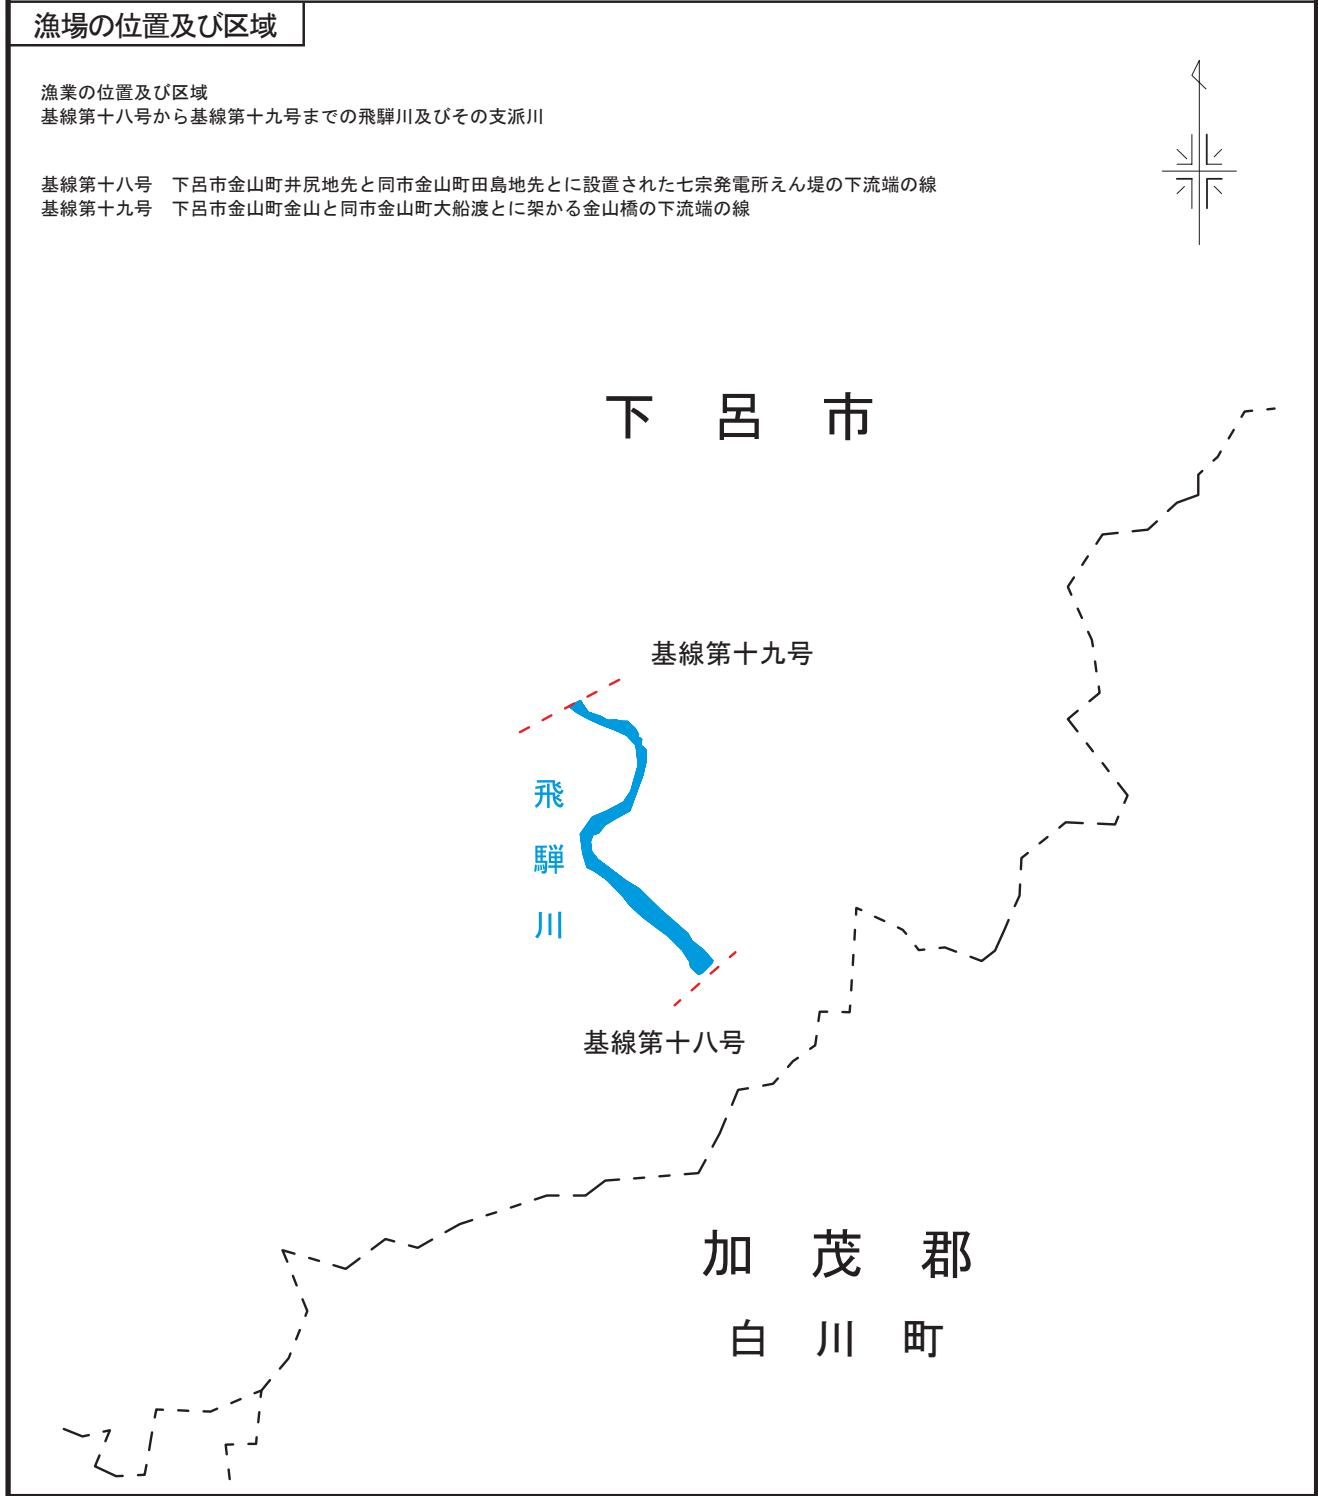 漁場の位置及び区域
漁業の位置及び区域
基線第十八号から基線第十九号までの飛騨川及びその支派川
基線第十八号　下呂市金山町井尻地先と同市金山町田島地先とに設置された七宗発電所えん堤の下流端の線
基線第十九号　下呂市金山町金山と同市金山町大船渡とに架かる金山橋の下流端の線
下呂市
基線第十九号
飛騨川
基線第十八号
加茂郡
白川町